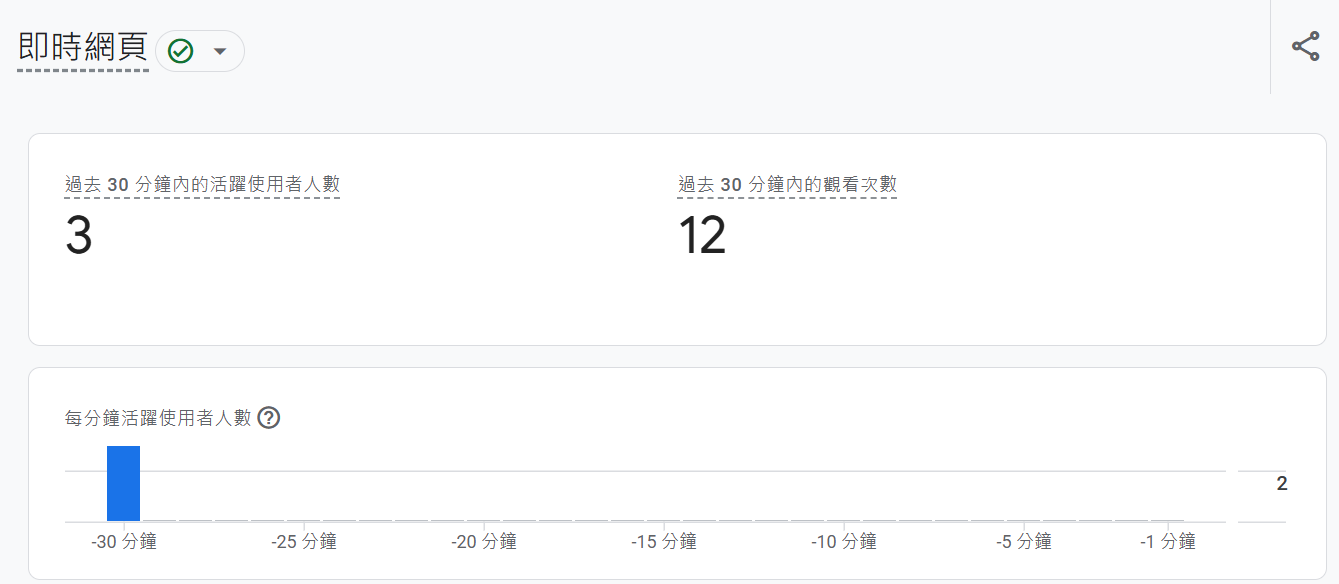 即時網頁
過去 30 分鐘內的活躍使用者人數
3
過去 30 分鐘內的觀看次數
12
每分鐘活躍使用者人數
2
-30 分鐘 -25 分鐘 -20 分鐘 -15 分鐘 -10 分鐘 -5 分鐘 -1 分鐘